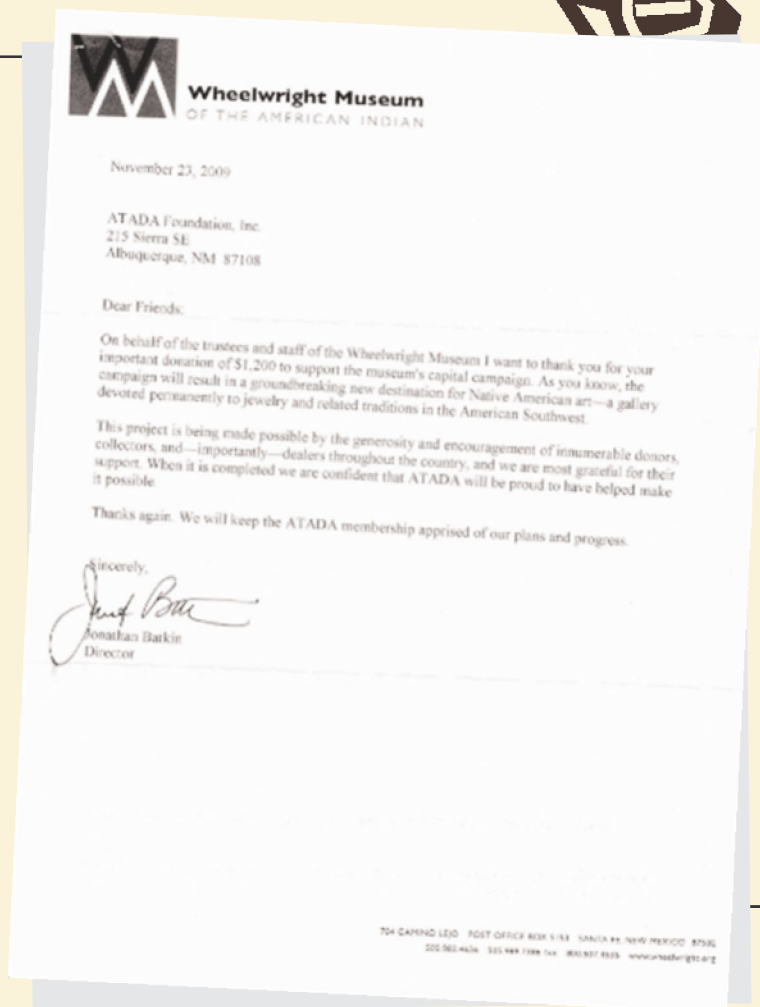 Wheelwright Museum
OF THE AMERICAN INDIAN
November 23, 2009
ATADA Foundation, Inc.
215 Sierra SE
Albuquerque, NM 87108
Dear Friends:
On behalf of the trustees and staff of the Wheelwright Museum I want to thank you for your
important donation of $1,200 to support the museum's capital campaign. As you know, the
campaign will result in a groundbreaking new destination for Native American art—a gallery
devoted permanently to jewelry and related traditions in the American Southwest.
This project is being made possible by the generosity and encouragement of innumerable donors,
collectors, and—importantly—dealers throughout the country, and we are most grateful for their
support. When it is completed we are confident that ATADA will be proud to have helped make
it possible.
Thanks again. We will keep the ATADA membership apprised of our plans and progress.
Sincerely,
Jonathan Batkin
Director
704 CAMINO LEJO POST OFFICE BOX SANTA FE, NEW MEXICO
www.wheelwright.org